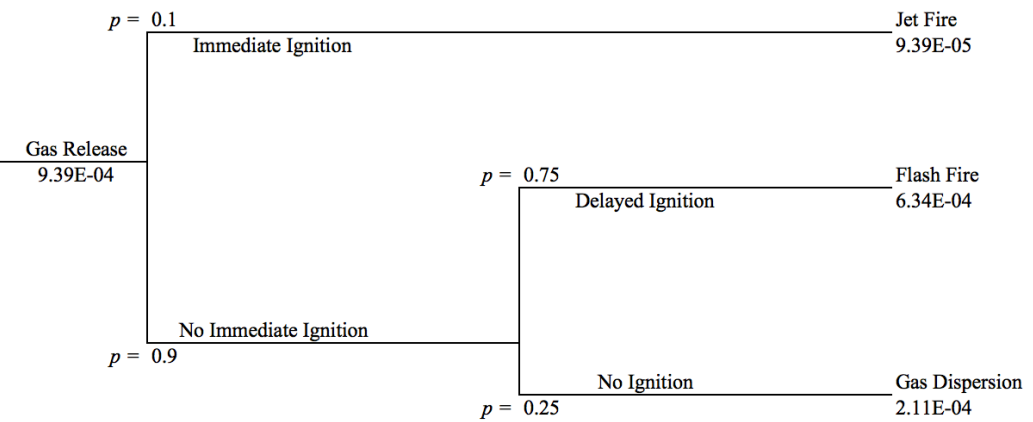 p = 0.1
Jet Fire
Immediate Ignition
9.39E-05
Gas Release
9.39E-04
p = 0.75
Flash Fire
Delayed Ignition
6.34E-04
No Immediate Ignition
p = 0.9
No Ignition
Gas Dispersion
p = 0.25
2.11E-04